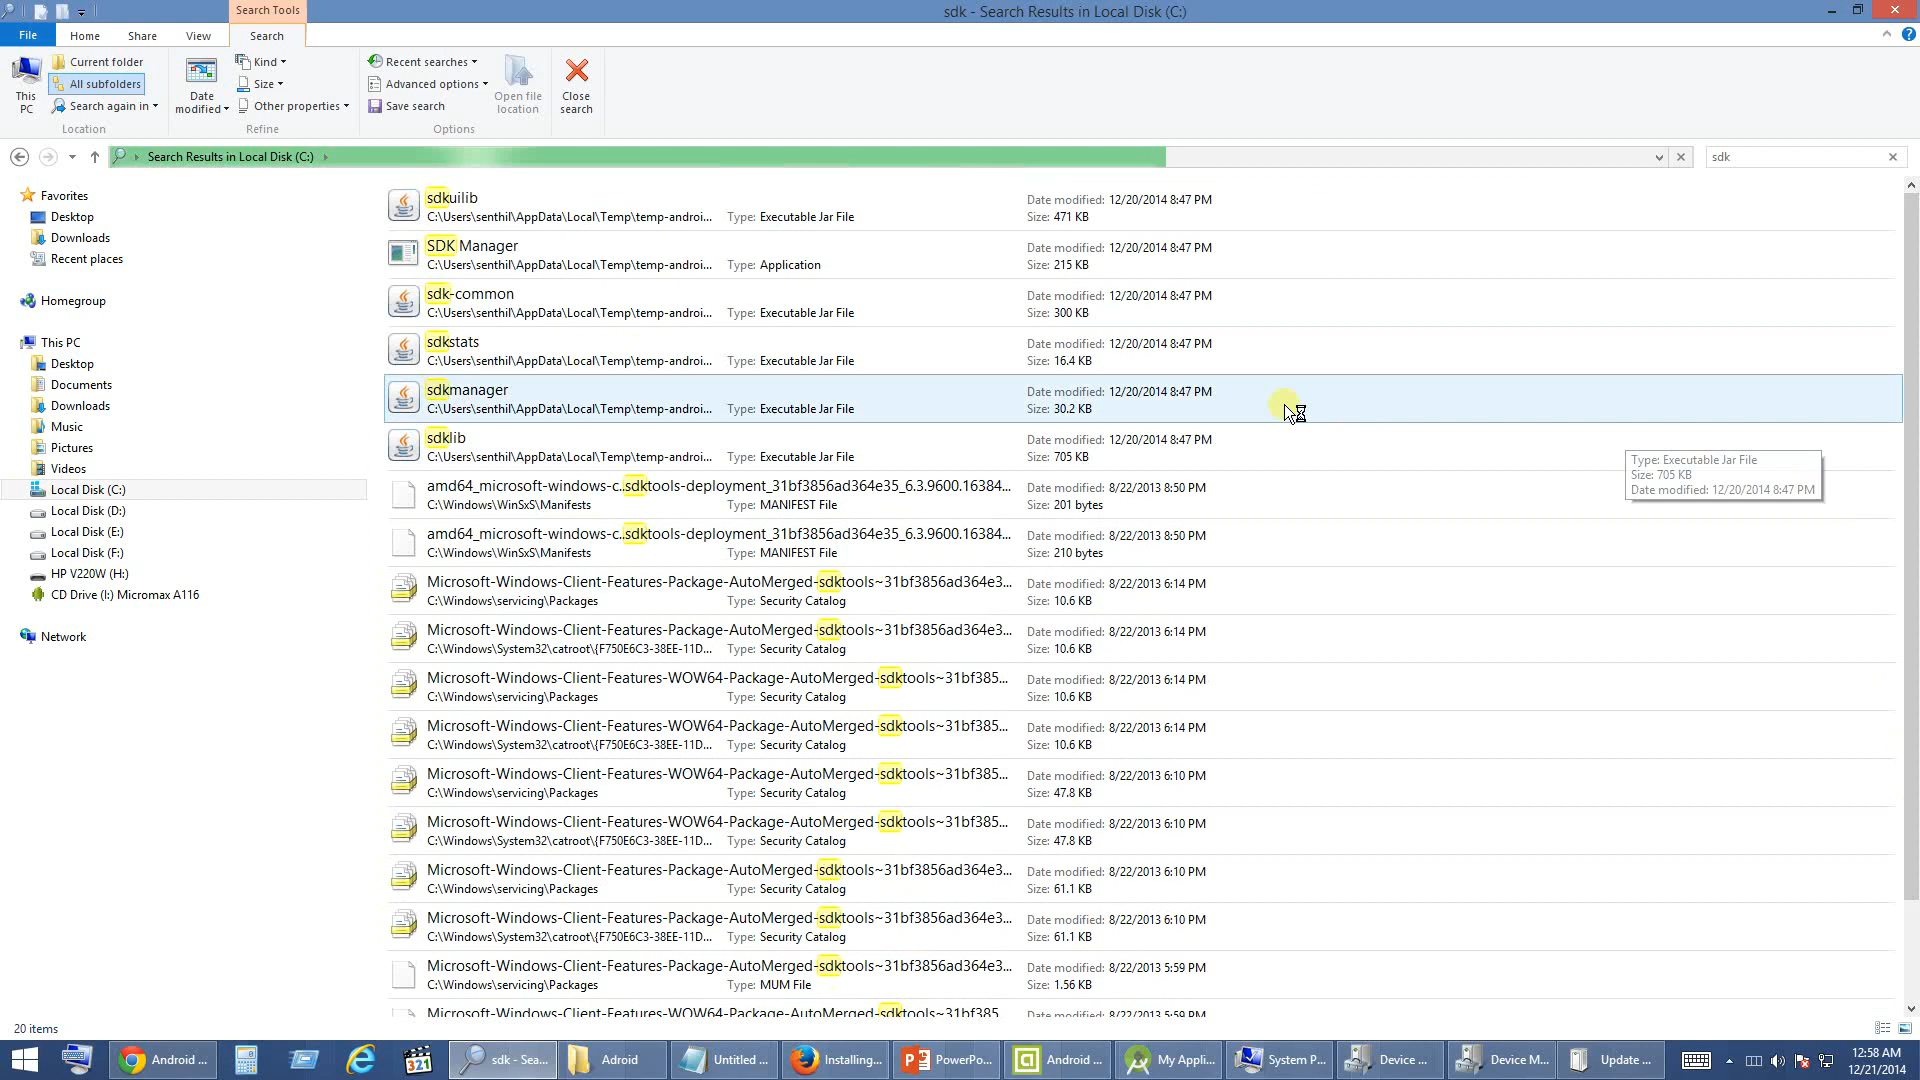 Search Tools
sdk - Search Results in Local Disk (C:)
File
Home
Share
View
Search
This PC
Current folder
All subfolders
Search again in
Location
Date modified
Kind
Size
Other properties
Refine
Recent searches
Advanced options
Save search
Open file location
Options
Close search
Search Results in Local Disk (C:)
sdk
Favorites
Desktop
Downloads
Recent places
Homegroup
This PC
Desktop
Documents
Downloads
Music
Pictures
Videos
Local Disk (C:)
Local Disk (D:)
Local Disk (E:)
Local Disk (F:)
HP V220W (H:)
CD Drive (I:) Micromax A116
Network
sdkuilib Date modified: 12/20/2014 8:47 PM
C:\Users\senthil\AppData\Local\Temp\temp-androi... Type: Executable Jar File Size: 471 KB
SDK Manager Date modified: 12/20/2014 8:47 PM
C:\Users\senthil\AppData\Local\Temp\temp-androi... Type: Application Size: 215 KB
sdk-common Date modified: 12/20/2014 8:47 PM
C:\Users\senthil\AppData\Local\Temp\temp-androi... Type: Executable Jar File Size: 300 KB
sdkstats Date modified: 12/20/2014 8:47 PM
C:\Users\senthil\AppData\Local\Temp\temp-androi... Type: Executable Jar File Size: 16.4 KB
sdkmanager Date modified: 12/20/2014 8:47 PM
C:\Users\senthil\AppData\Local\Temp\temp-androi... Type: Executable Jar File Size: 30.2 KB
sdklib Date modified: 12/20/2014 8:47 PM
C:\Users\senthil\AppData\Local\Temp\temp-androi... Type: Executable Jar File Size: 705 KB
Type: Executable Jar File
Size: 705 KB
Date modified: 12/20/2014 8:47 PM
amd64_microsoft-windows-c..sdktools-deployment_31bf3856ad364e35_6.3.9600.16384... Date modified: 8/22/2013 8:50 PM
C:\Windows\WinSxS\Manifests Type: MANIFEST File Size: 201 bytes
amd64_microsoft-windows-c..sdktools-deployment_31bf3856ad364e35_6.3.9600.16384... Date modified: 8/22/2013 8:50 PM
C:\Windows\WinSxS\Manifests Type: MANIFEST File Size: 210 bytes
Microsoft-Windows-Client-Features-Package-AutoMerged-sdktools~31bf3856ad364e3... Date modified: 8/22/2013 6:14 PM
C:\Windows\servicing\Packages Type: Security Catalog Size: 10.6 KB
Microsoft-Windows-Client-Features-Package-AutoMerged-sdktools~31bf3856ad364e3... Date modified: 8/22/2013 6:14 PM
C:\Windows\System32\catroot\{F750E6C3-38EE-11D... Type: Security Catalog Size: 10.6 KB
Microsoft-Windows-Client-Features-WOW64-Package-AutoMerged-sdktools~31bf385... Date modified: 8/22/2013 6:14 PM
C:\Windows\servicing\Packages Type: Security Catalog Size: 10.6 KB
Microsoft-Windows-Client-Features-WOW64-Package-AutoMerged-sdktools~31bf385... Date modified: 8/22/2013 6:14 PM
C:\Windows\System32\catroot\{F750E6C3-38EE-11D... Type: Security Catalog Size: 10.6 KB
Microsoft-Windows-Client-Features-WOW64-Package-AutoMerged-sdktools~31bf385... Date modified: 8/22/2013 6:10 PM
C:\Windows\servicing\Packages Type: Security Catalog Size: 47.8 KB
Microsoft-Windows-Client-Features-WOW64-Package-AutoMerged-sdktools~31bf385... Date modified: 8/22/2013 6:10 PM
C:\Windows\System32\catroot\{F750E6C3-38EE-11D... Type: Security Catalog Size: 47.8 KB
Microsoft-Windows-Client-Features-Package-AutoMerged-sdktools~31bf3856ad364e3... Date modified: 8/22/2013 6:10 PM
C:\Windows\servicing\Packages Type: Security Catalog Size: 61.1 KB
Microsoft-Windows-Client-Features-Package-AutoMerged-sdktools~31bf3856ad364e3... Date modified: 8/22/2013 6:10 PM
C:\Windows\System32\catroot\{F750E6C3-38EE-11D... Type: Security Catalog Size: 61.1 KB
Microsoft-Windows-Client-Features-Package-AutoMerged-sdktools~31bf3856ad364e3... Date modified: 8/22/2013 5:59 PM
C:\Windows\servicing\Packages Type: MUM File Size: 1.56 KB
Microsoft-Windows-Client-Features-WOW64-Package-AutoMerged-sdktools~31bf385... Date modified: 8/22/2013 5:59 PM
20 items
Android ...
321
sdk - Sea...
Adroid
Untitled ...
Installing...
PowerPo...
Android ...
My Appli...
System P...
Device ...
Device M...
Update ...
12:58 AM
12/21/2014